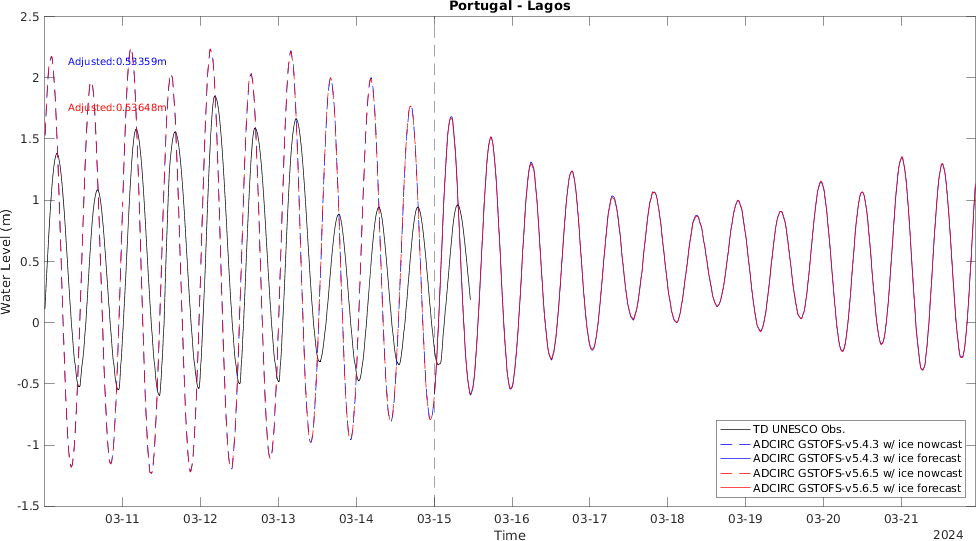 Portugal - Lagos
2.5
2
1.5
1
0.5
0
-0.5
-1
-1.5
Water Level (m)
Adjusted:0.53359m
Adjusted:0.53648m
TD UNESCO Obs.
ADCIRC GSTOFS-v5.4.3 w/ ice nowcast
ADCIRC GSTOFS-v5.4.3 w/ ice forecast
ADCIRC GSTOFS-v5.6.5 w/ ice nowcast
ADCIRC GSTOFS-v5.6.5 w/ ice forecast
03-11 03-12 03-13 03-14 03-15 03-16 03-17 03-18 03-19 03-20 03-21
Time
2024